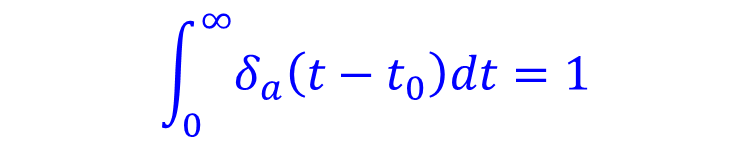 ∫₀^∞ δₐ(t − t₀)dt = 1